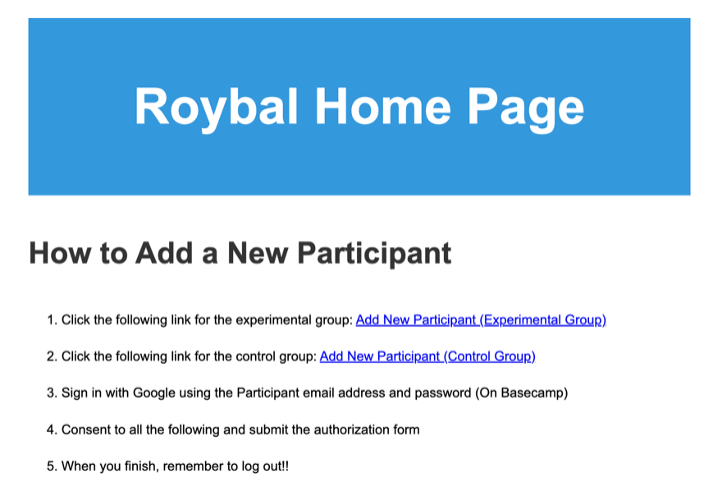 Roybal Home Page
How to Add a New Participant
1. Click the following link for the experimental group: Add New Participant (Experimental Group)
2. Click the following link for the control group: Add New Participant (Control Group)
3. Sign in with Google using the Participant email address and password (On Basecamp)
4. Consent to all the following and submit the authorization form
5. When you finish, remember to log out!!